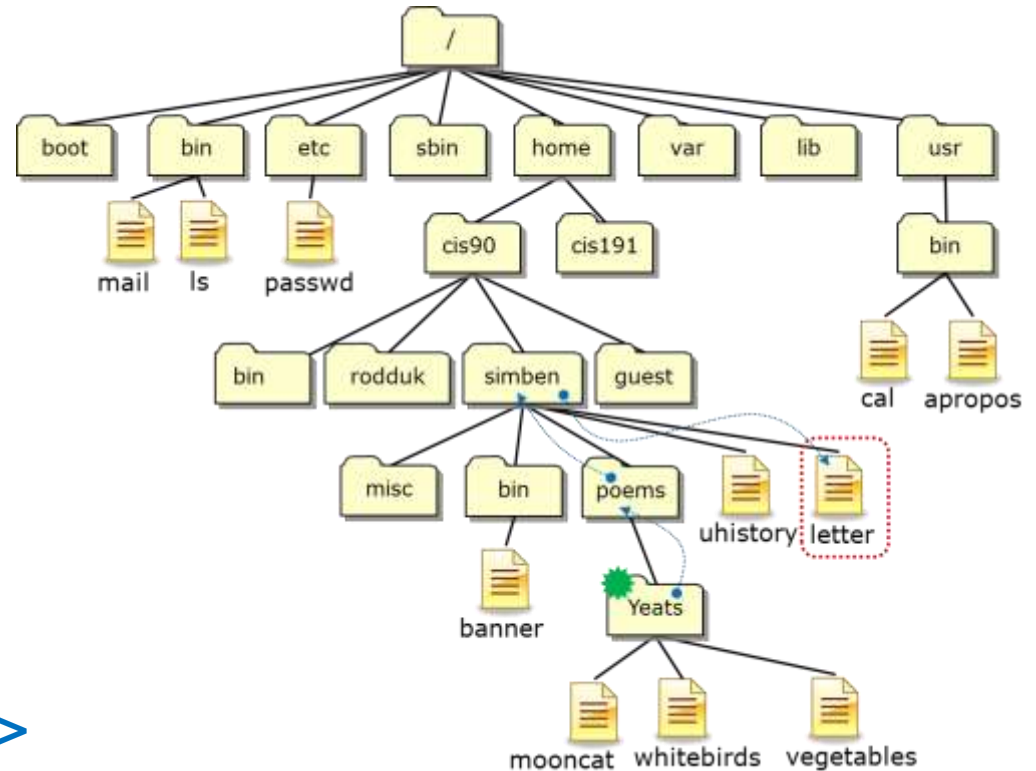 /
boot bin etc sbin home var lib usr
mail ls passwd cis90 cis191 bin
bin rodduk simben guest cal apropos
misc bin poems uhistory letter
banner Yeats
mooncat whitebirds vegetables
>